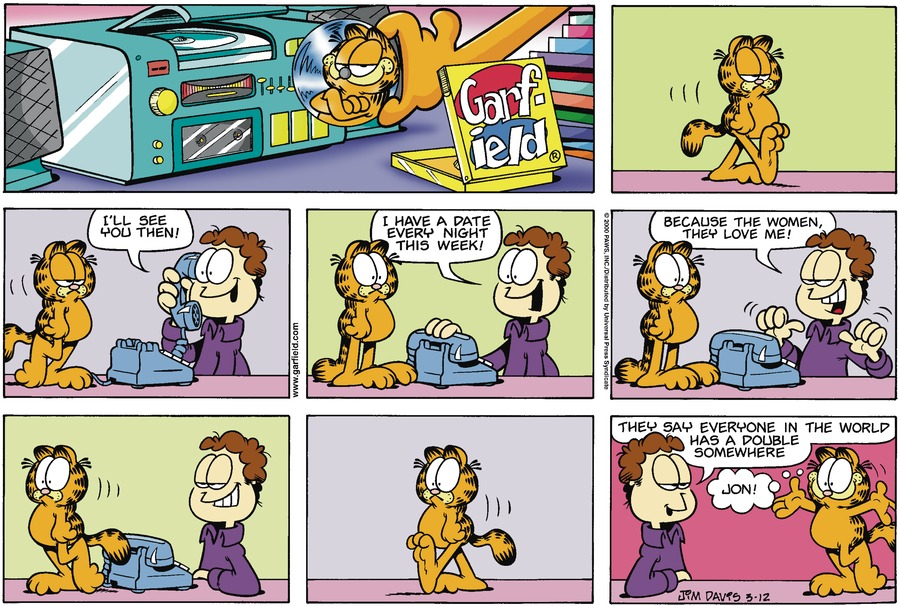 Garf-
ield®
I'LL SEE
YOU THEN!
www.garfield.com
I HAVE A DATE
EVERY NIGHT
THIS WEEK!
© 2000 PAWS, INC./Distributed by Universal Press Syndicate
BECAUSE THE WOMEN,
THEY LOVE ME!
THEY SAY EVERYONE IN THE WORLD
HAS A DOUBLE
SOMEWHERE
JON!
JIM DAVIS 3-12